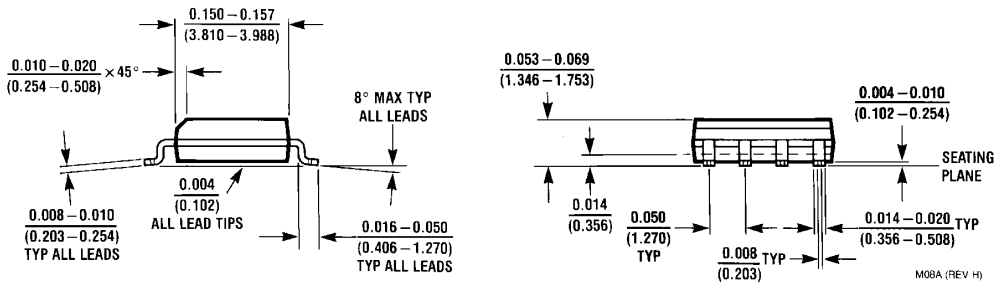 0.150 – 0.157
(3.810 – 3.988)
0.010 – 0.020
(0.254 – 0.508)
×45°
8° MAX TYP
ALL LEADS
0.004
(0.102)
ALL LEAD TIPS
0.008 – 0.010
(0.203 – 0.254)
TYP ALL LEADS
0.016 – 0.050
(0.406 – 1.270)
TYP ALL LEADS
0.053 – 0.069
(1.346 – 1.753)
0.004 – 0.010
(0.102 – 0.254)
SEATING
PLANE
0.014
(0.356)
0.050
(1.270)
TYP
0.014 – 0.020 TYP
(0.356 – 0.508)
0.008 TYP
(0.203)
M08A (REV H)